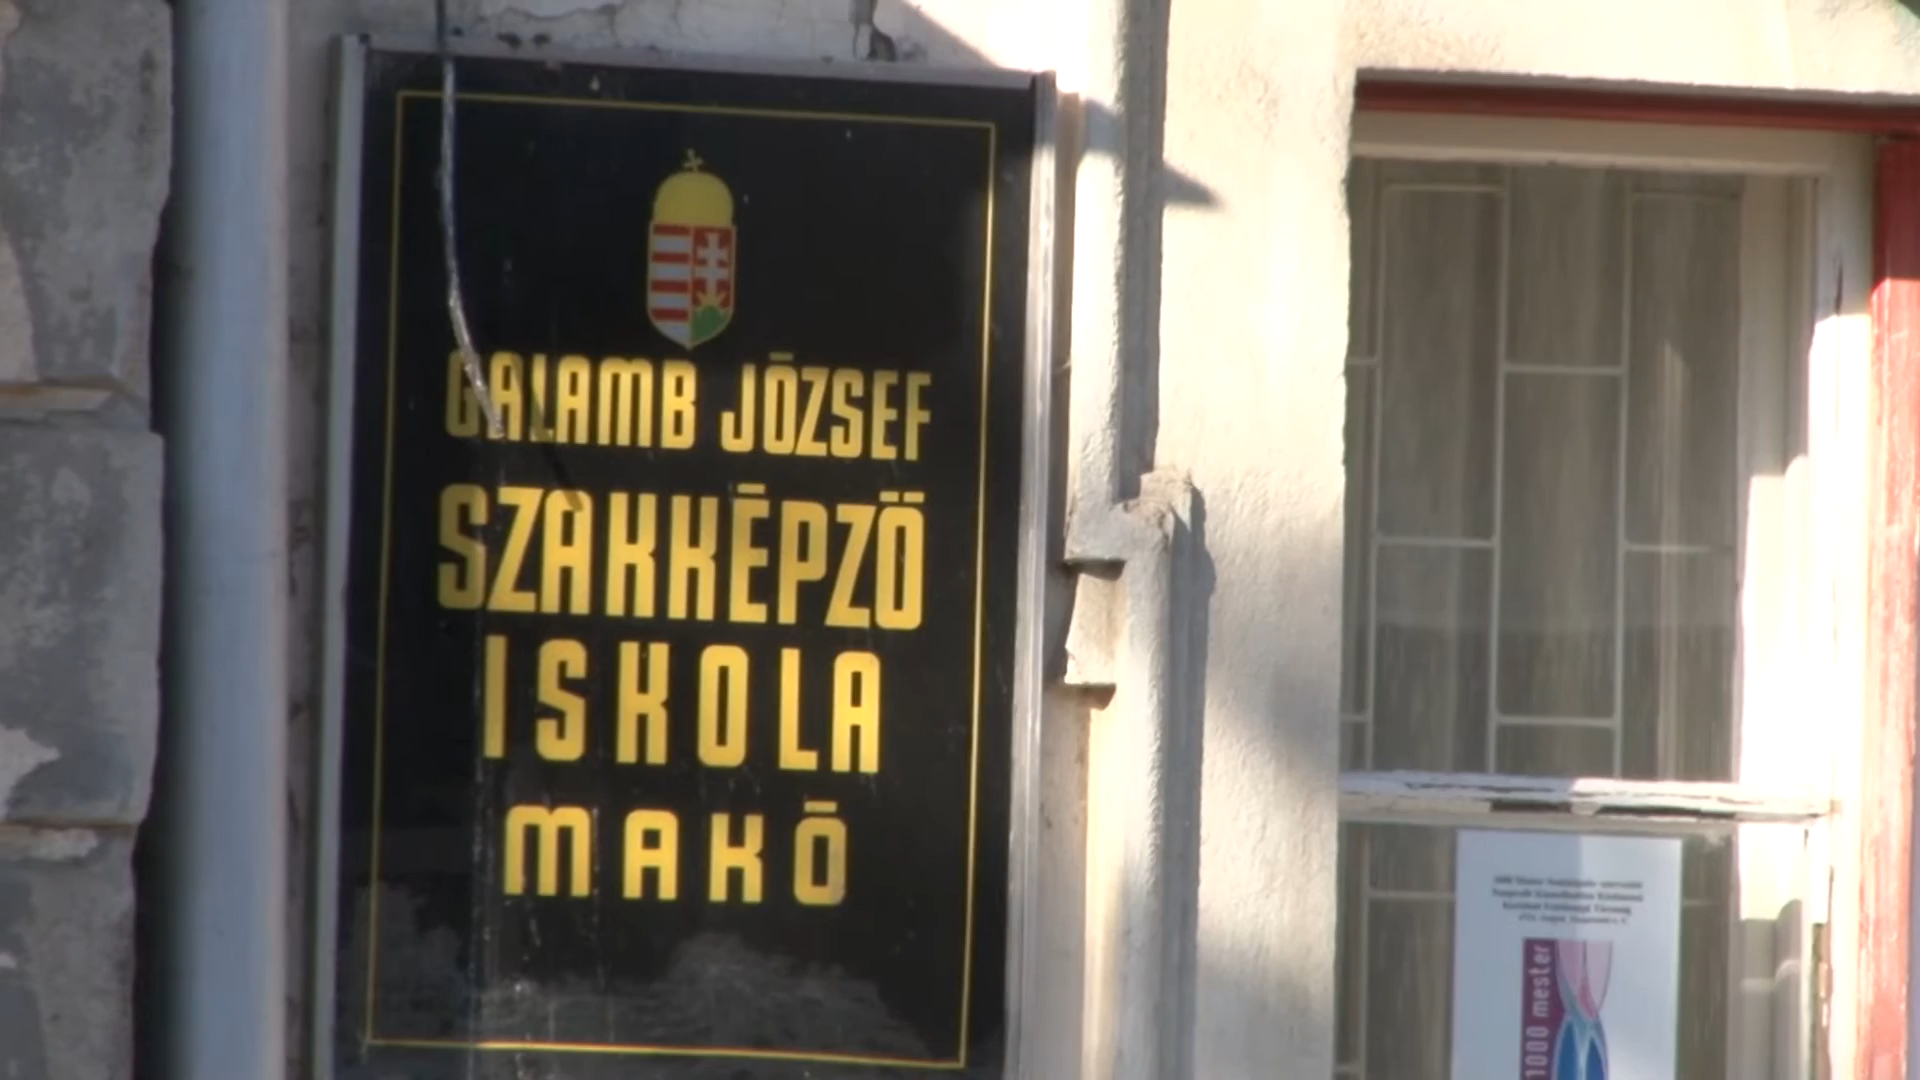 GALAMB JÓZSEF
SZAKKÉPZŐ
ISKOLA
MAKÓ
1000 mester